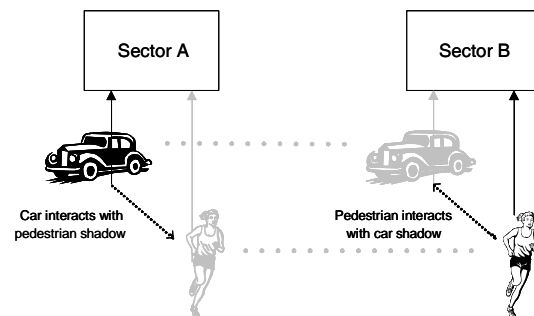 Sector A
Sector B
Car interacts with
pedestrian shadow
Pedestrian interacts
with car shadow